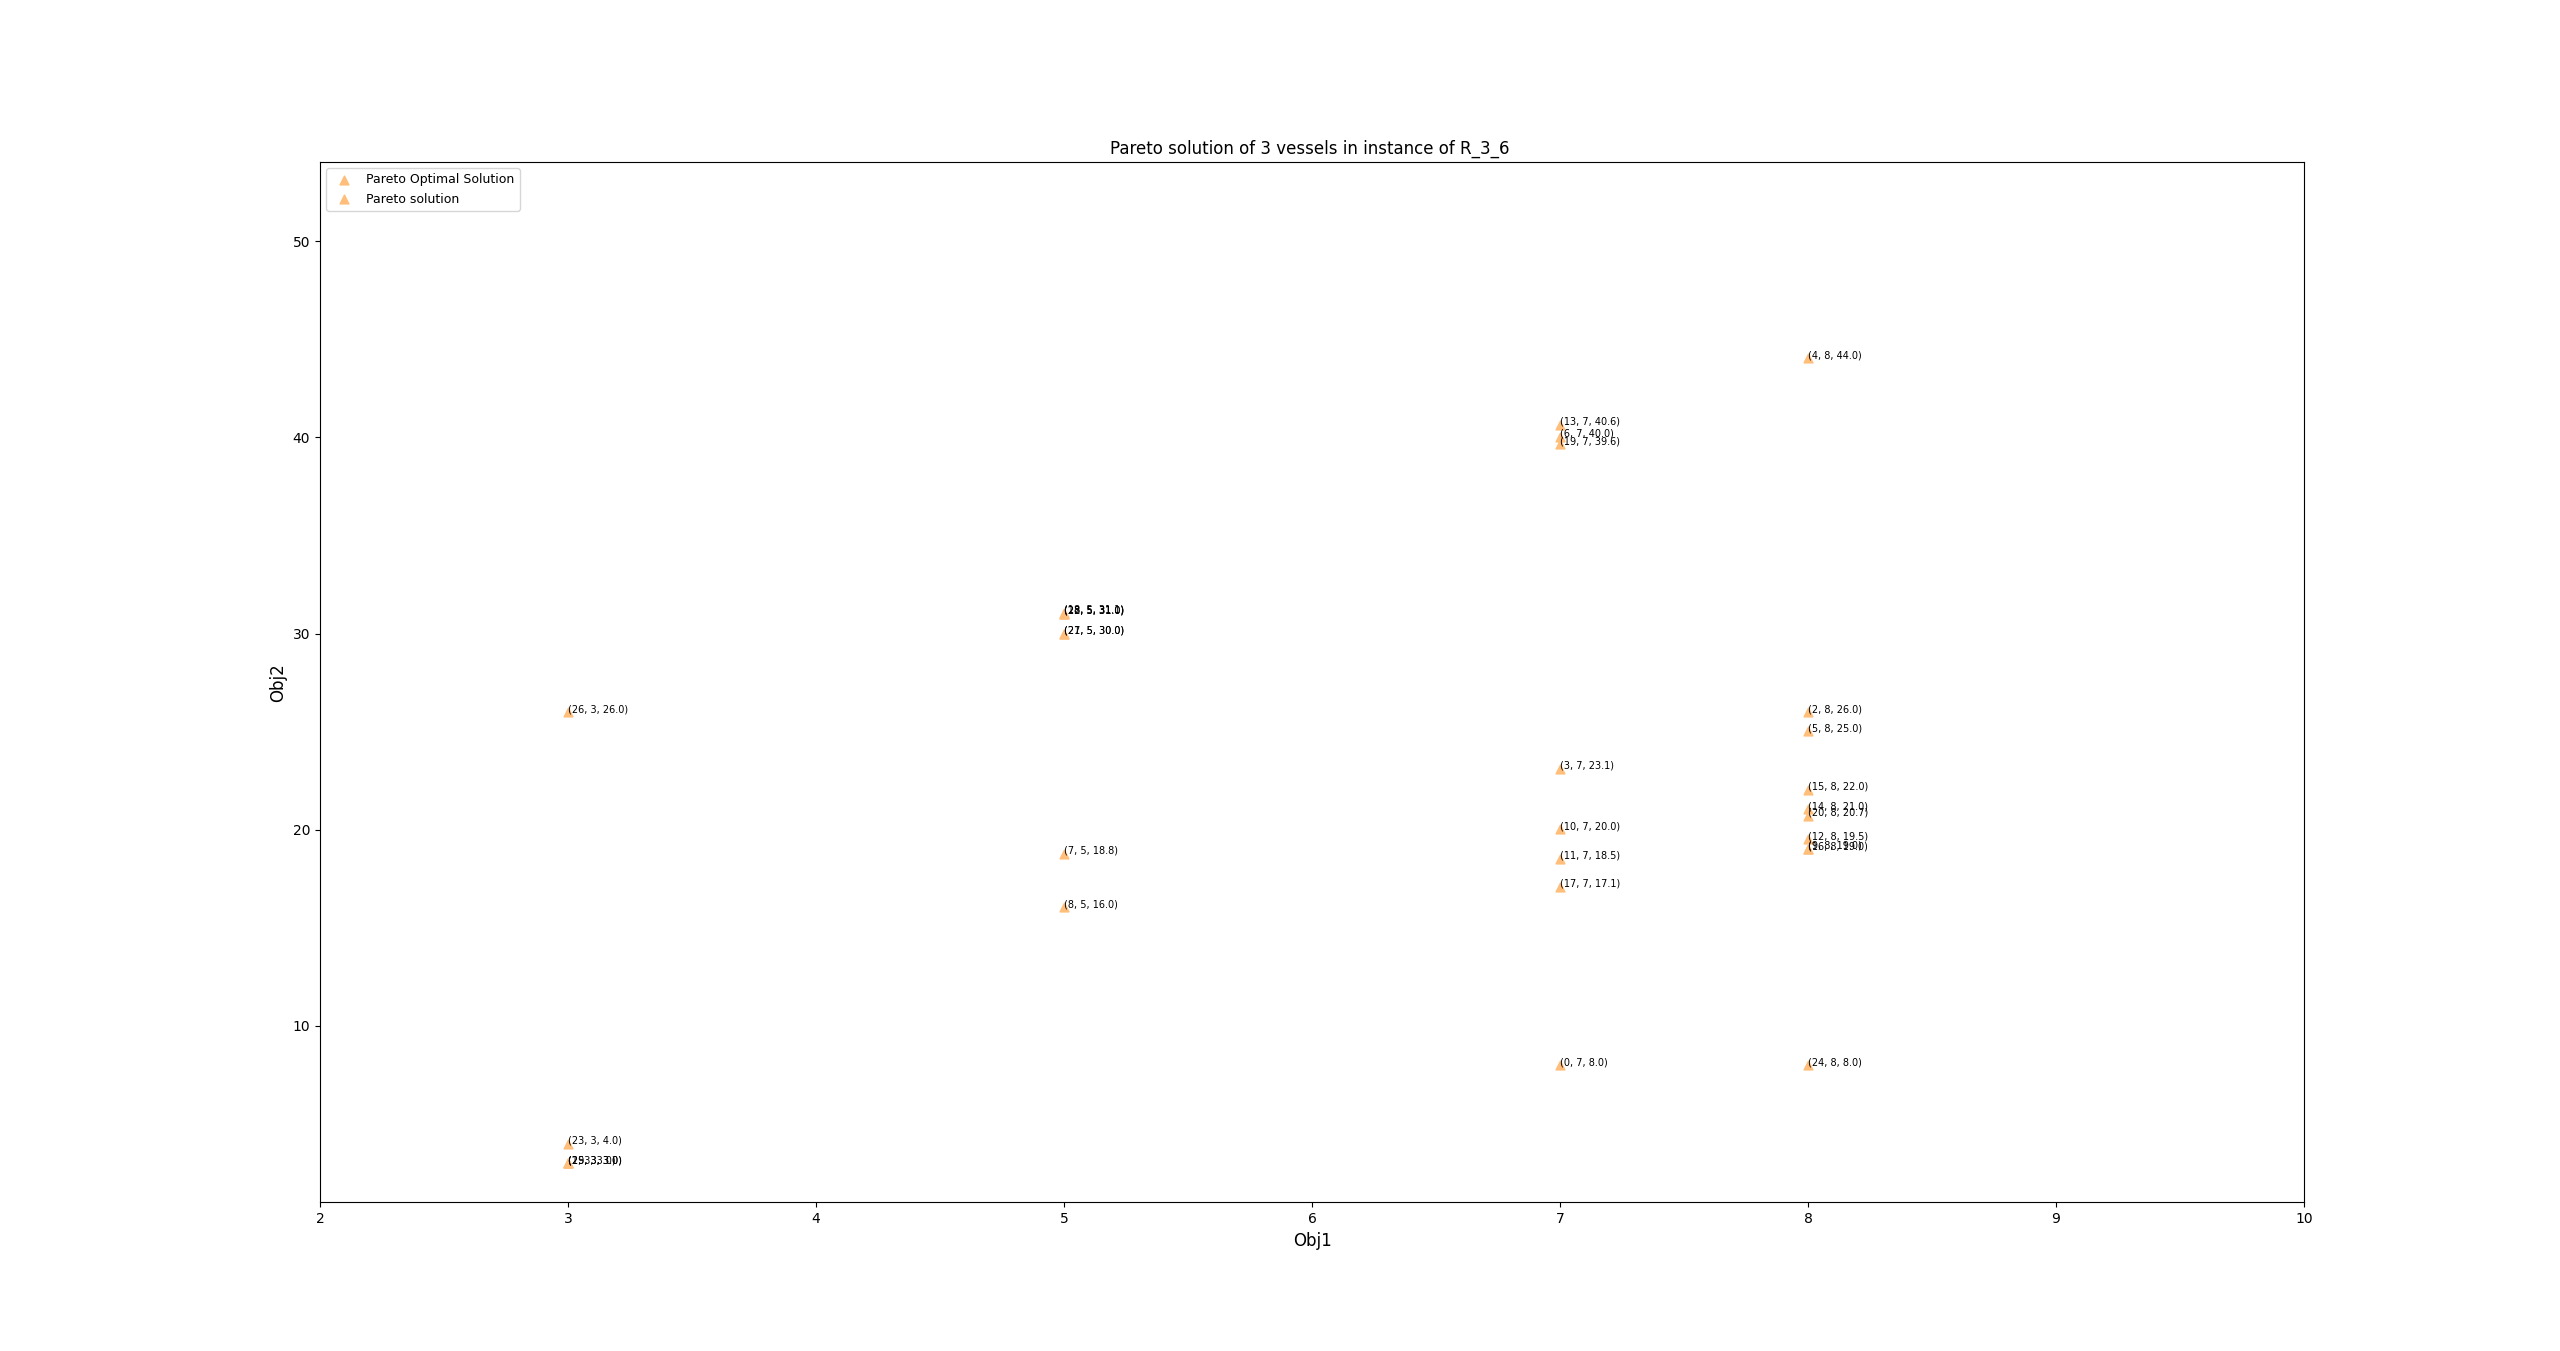 Pareto solution of 3 vessels in instance of R_3_6
Pareto Optimal Solution
Pareto solution
50
40
30
20
10
Obj2
(4, 8, 44.0)
(13, 7, 40.6)
(6, 7, 40.0)
(19, 7, 39.6)
(26, 3, 26.0)
(2, 8, 26.0)
(5, 8, 25.0)
(3, 7, 23.1)
(15, 8, 22.0)
(14, 8, 21.0)
(20, 8, 20.7)
(10, 7, 20.0)
(12, 8, 19.5)
(7, 5, 18.8)
(11, 7, 18.5)
(17, 7, 17.1)
(8, 5, 16.0)
(0, 7, 8.0)
(24, 8, 8.0)
(23, 3, 4.0)
2
3
4
5
6
7
8
9
10
Obj1